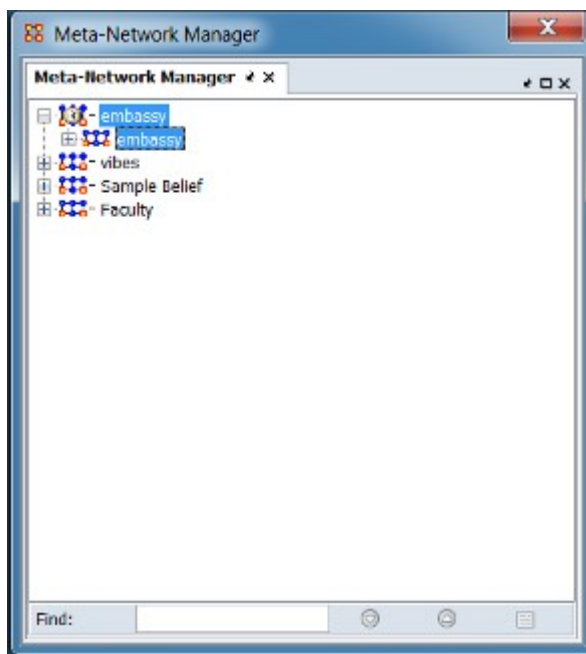 Meta-Network Manager
Meta-Network Manager
embassy
embassy
vibes
Sample Belief
Faculty
Find: